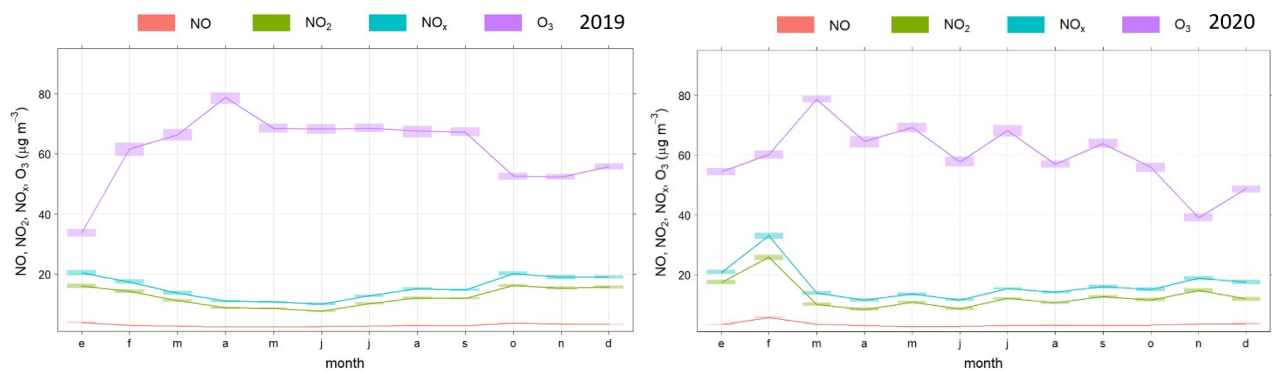 NO NO₂ NOₓ O₃ 2019
NO, NO₂, NOₓ, O₃ (µg m⁻³)
80
60
40
20
e f m a m j j a s o n d
month
NO NO₂ NOₓ O₃ 2020
NO, NO₂, NOₓ, O₃ (µg m⁻³)
80
60
40
20
e f m a m j j a s o n d
month